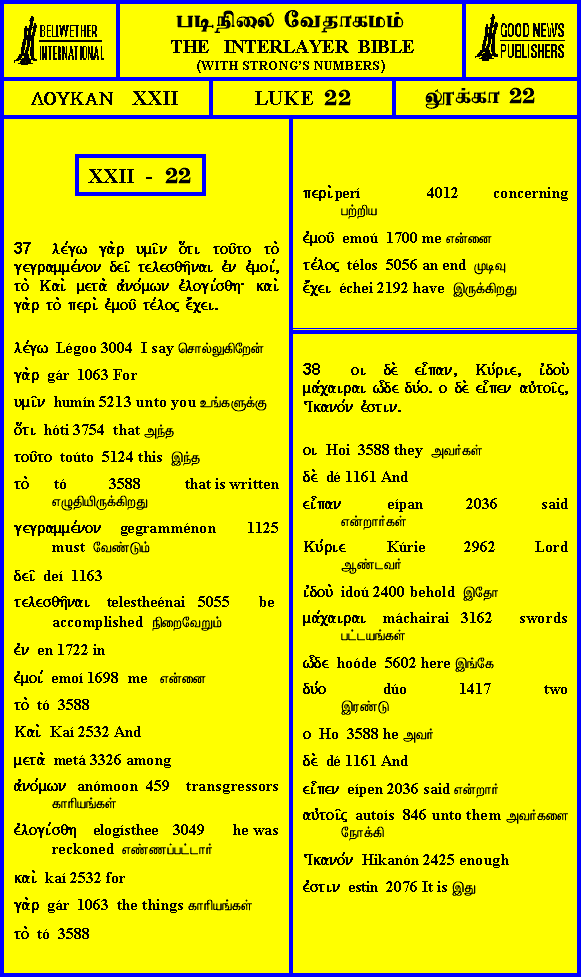 BELLWETHER
INTERNATIONAL
படிநிலை வேதாகமம்
THE INTERLAYER BIBLE
(WITH STRONG'S NUMBERS)
GOOD NEWS
PUBLISHERS
ΛΟΥΚΑΝ XXII
LUKE 22
லூக்கா 22
XXII - 22
37 λέγω γὰρ υμῖν ὅτι τοῦτο τὸ
γεγραμμένον δεῖ τελεσθῆναι ἐν ἐμοί,
τὸ Καὶ μετὰ ἀνόμων ἐλογίσθη· καὶ
γὰρ τὸ περὶ ἐμοῦ τέλος ἔχει.
λέγω Légoo 3004 I say சொல்லுகிறேன்
γὰρ gár 1063 For
υμῖν humín 5213 unto you உங்களுக்கு
ὅτι hóti 3754 that அந்த
τοῦτο toúto 5124 this இந்த
τὸ tó 3588 that is written
எழுதியிருக்கிறது
γεγραμμένον gegramménon 1125
must வேண்டும்
δεῖ deí 1163
τελεσθῆναι telestheénai 5055 be
accomplished நிறைவேறும்
ἐν en 1722 in
ἐμοί emoí 1698 me என்னை
τὸ tó 3588
Καὶ Kaí 2532 And
μετὰ metá 3326 among
ἀνόμων anómoon 459 transgressors
காரியங்கள்
ἐλογίσθη elogísthee 3049 he was
reckoned எண்ணப்பட்டார்
καὶ kaí 2532 for
γὰρ gár 1063 the things காரியங்கள்
τὸ tó 3588
περὶ perí 4012 concerning
பற்றிய
ἐμοῦ emoú 1700 me என்னை
τέλος télos 5056 an end முடிவு
ἔχει échei 2192 have இருக்கிறது
38 οι δὲ εἶπαν, Κύριε, ἰδοὺ
μάχαιραι ὧδε δύο. ο δὲ εἶπεν αὐτοῖς,
Ἱκανόν ἐστιν.
οι Hoi 3588 they அவர்கள்
δὲ dé 1161 And
εἶπαν eípan 2036 said
என்றார்கள்
Κύριε Kúrie 2962 Lord
ஆண்டவர்
ἰδοὺ idoú 2400 behold இதோ
μάχαιραι máchairai 3162 swords
பட்டயங்கள்
ὧδε hoóde 5602 here இங்கே
δύο dúo 1417 two
இரண்டு
ο Ho 3588 he அவர்
δὲ dé 1161 And
εἶπεν eípen 2036 said என்றார்
αὐτοῖς autoís 846 unto them அவர்களை
நோக்கி
Ἱκανόν Hikanón 2425 enough
ἐστιν estin 2076 It is இது